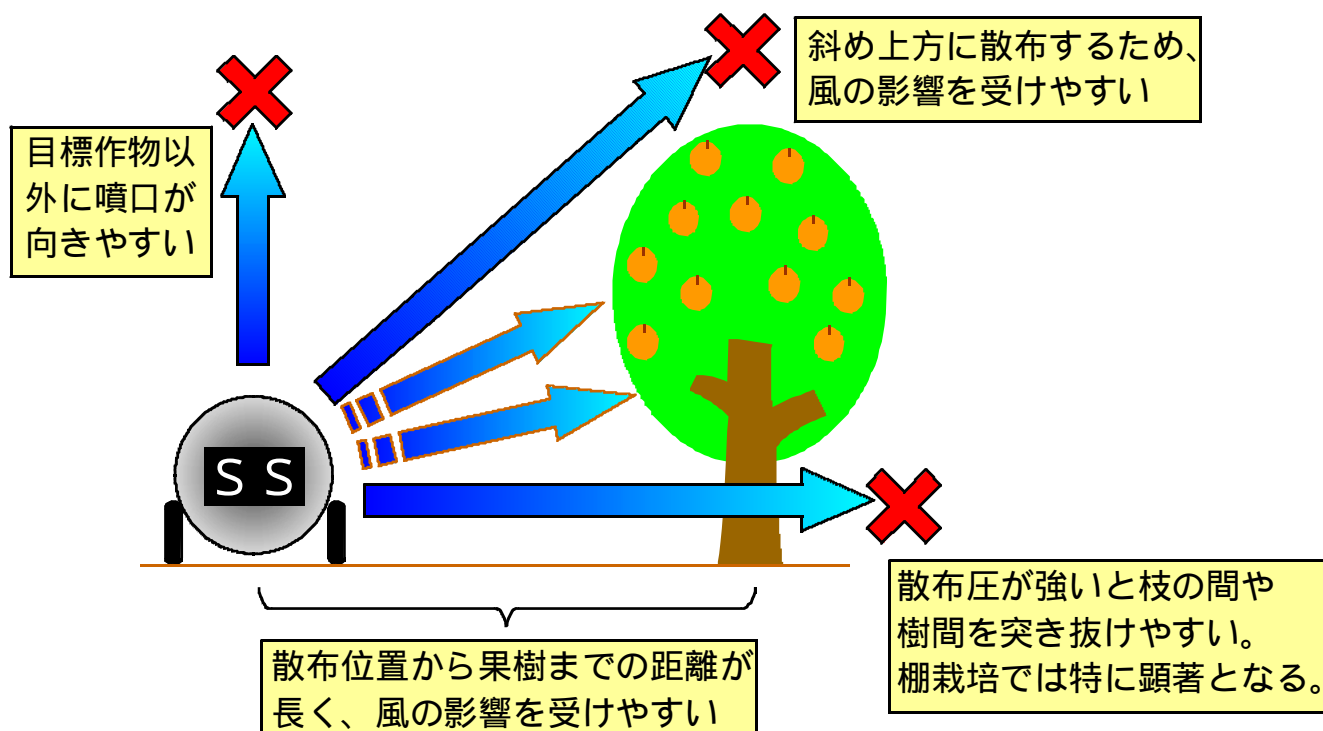 斜め上方に散布するため、
風の影響を受けやすい
目標作物以
外に噴口が
向きやすい
SS
散布圧が強いと枝の間や
樹間を突き抜けやすい。
棚栽培では特に顕著となる。
散布位置から果樹までの距離が
長く、風の影響を受けやすい